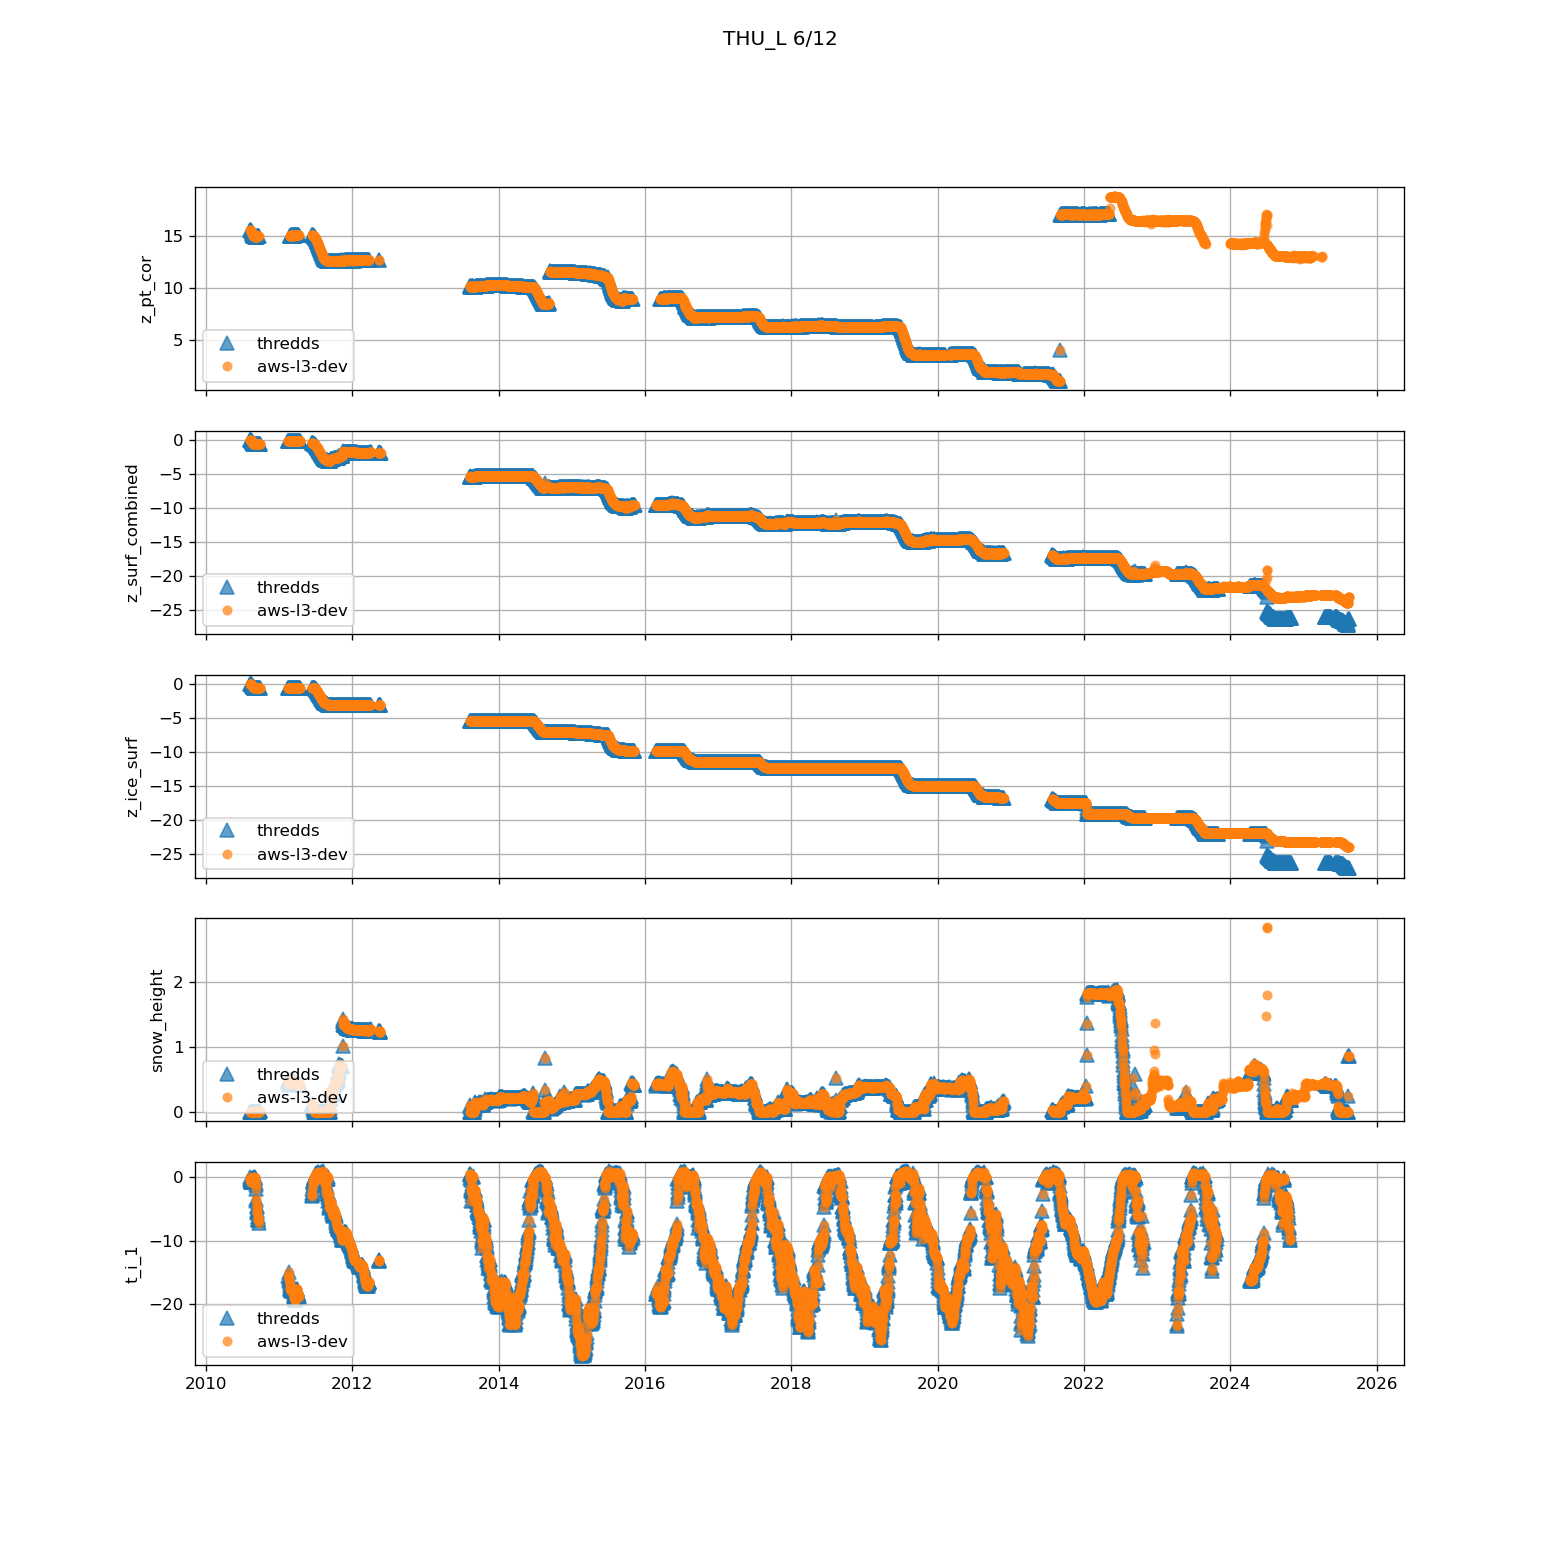 THU_L 6/12
z_pt_cor
15
10
5
thredds
aws-l3-dev
z_surf_combined
0
−5
−10
−15
−20
−25
thredds
aws-l3-dev
z_ice_surf
0
−5
−10
−15
−20
−25
thredds
aws-l3-dev
snow_height
2
1
0
thredds
aws-l3-dev
t_i_1
0
−10
−20
thredds
aws-l3-dev
2010 2012 2014 2016 2018 2020 2022 2024 2026